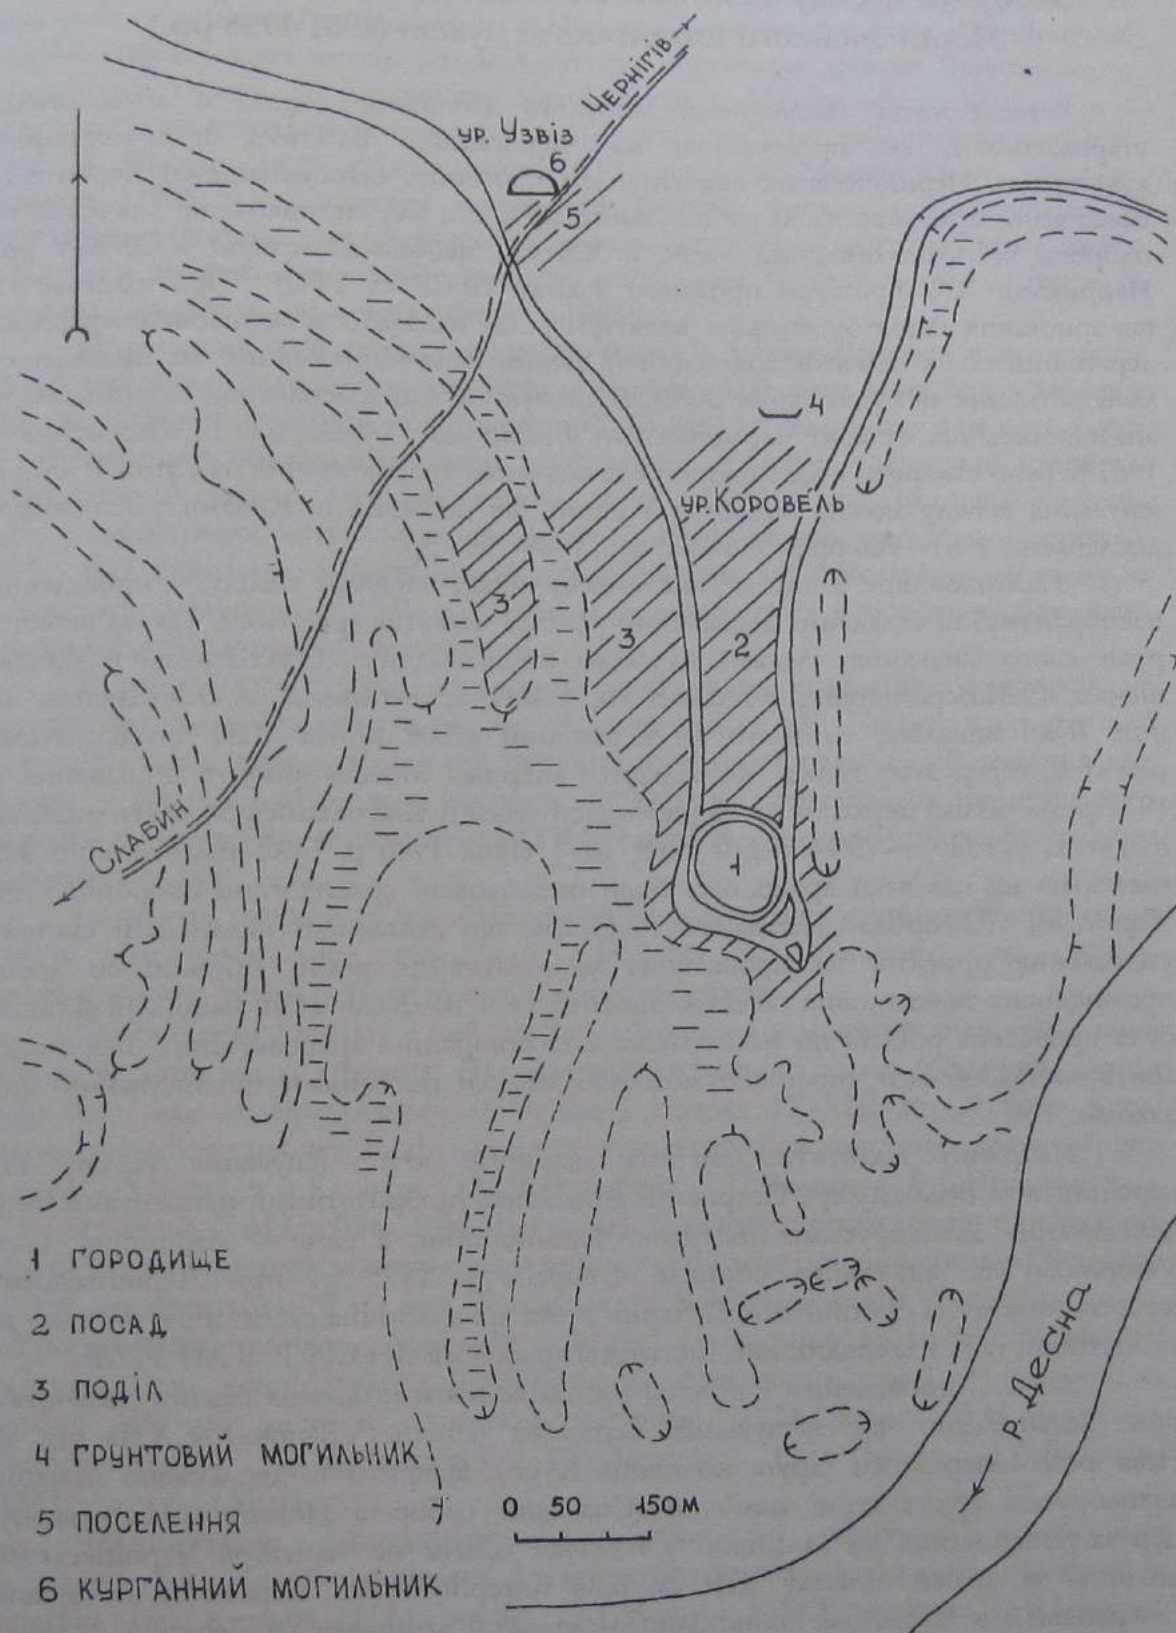 Чернігів
ур. Узвіз
6
5
4
ур. Коровель
3
3
2
Слабин
1
1 ГОРОДИЩЕ
2 ПОСАД
3 ПОДІЛ
4 ГРУНТОВИЙ МОГИЛЬНИК
5 ПОСЕЛЕННЯ
6 КУРГАННИЙ МОГИЛЬНИК
0 50 150 М
р. Десна